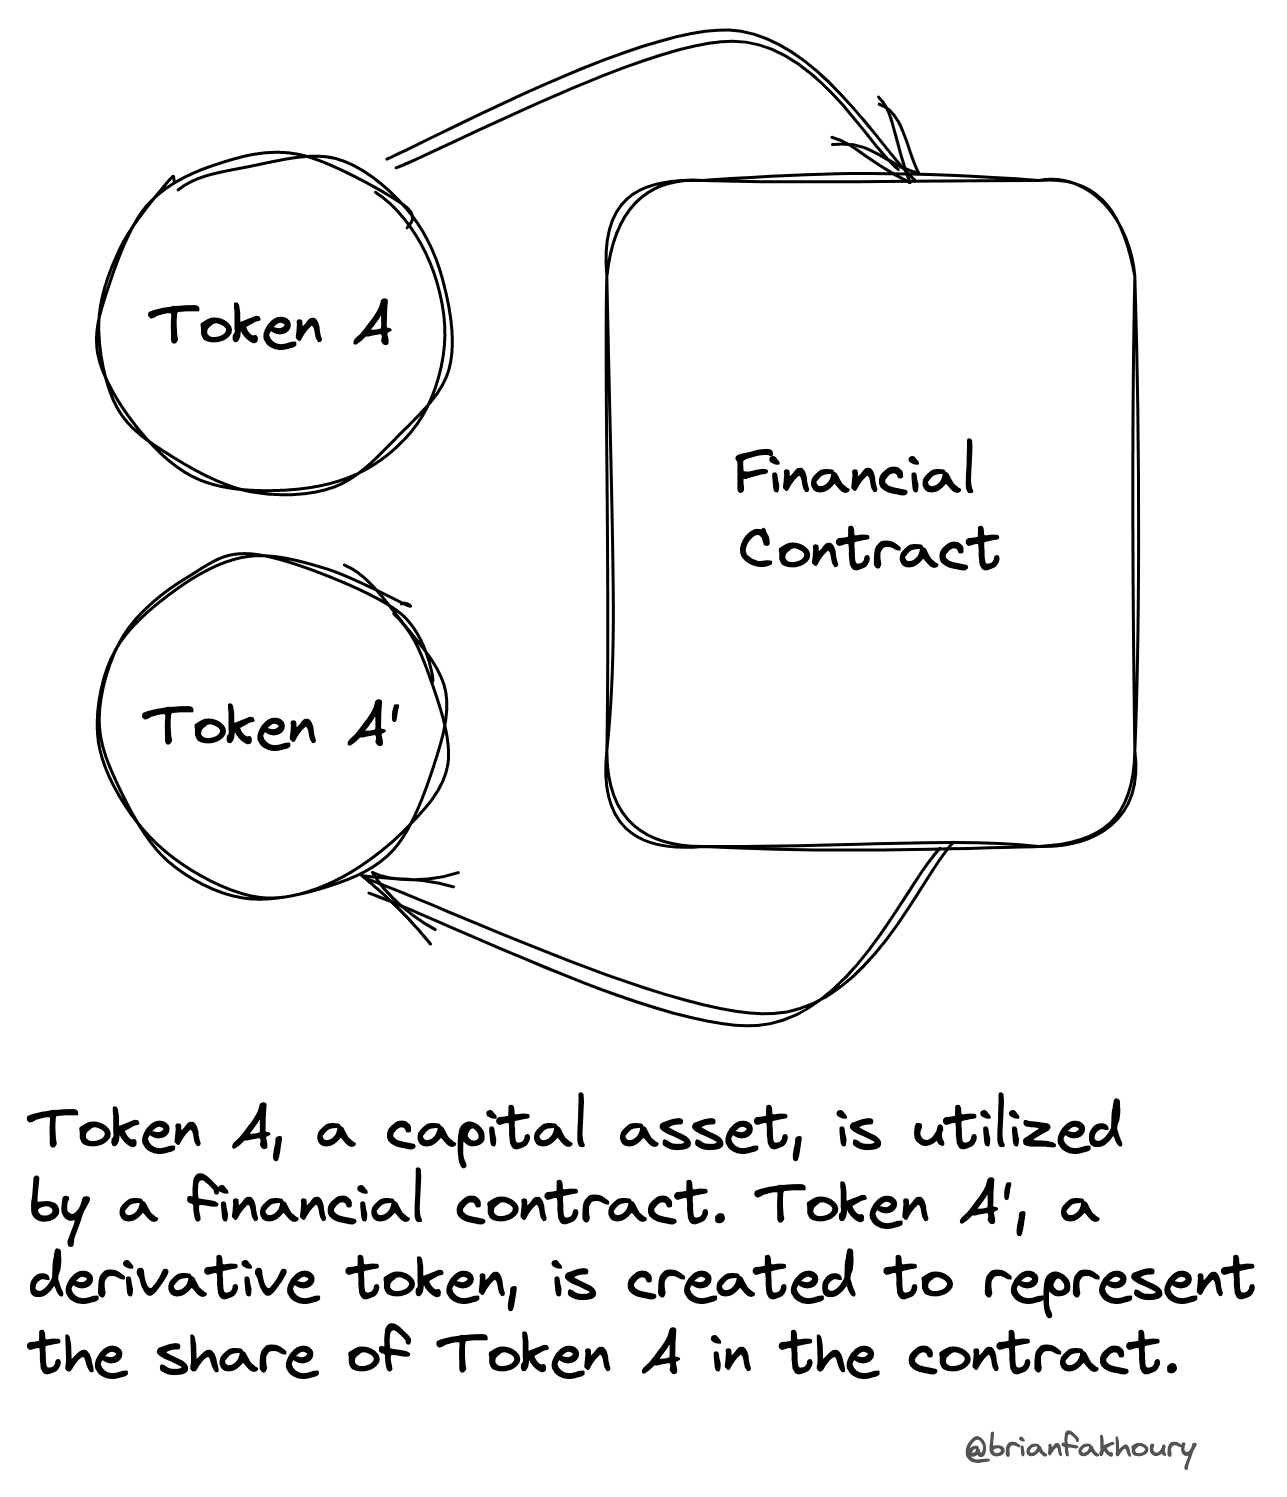 Token A
Financial
Contract
Token A'
Token A, a capital asset, is utilized
by a financial contract. Token A', a
derivative token, is created to represent
the share of Token A in the contract.
@brianfakhoury